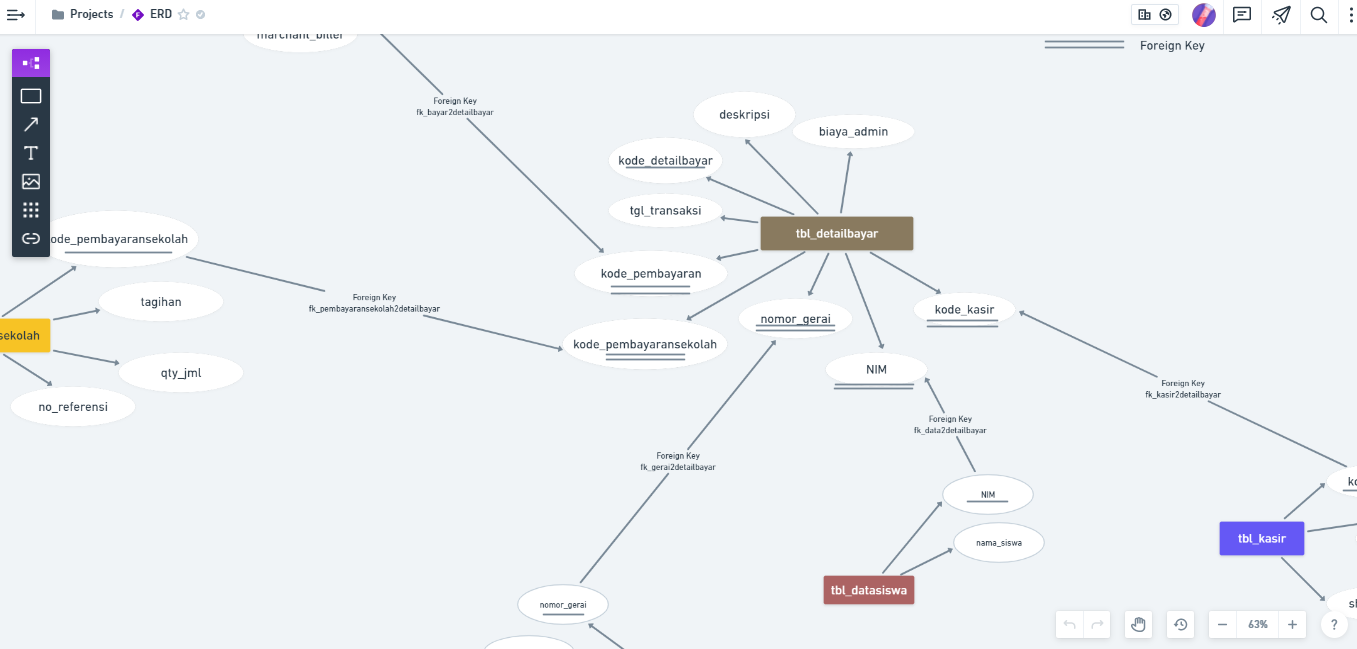 Projects / ERD
marchant_biller
Foreign Key
Foreign Key
fk_bayar2detailbayar
deskripsi
biaya_admin
kode_detailbayar
tgl_transaksi
tbl_detailbayar
ode_pembayaransekolah
kode_pembayaran
tagihan
Foreign Key
fk_pembayaransekolah2detailbayar
nomor_gerai
kode_kasir
sekolah
kode_pembayaransekolah
qty_jml
NIM
Foreign Key
fk_kasir2detailbayar
no_referensi
Foreign Key
fk_data2detailbayar
Foreign Key
fk_gerai2detailbayar
NIM
tbl_kasir
nama_siswa
tbl_datasiswa
nomor_gerai
63%
?